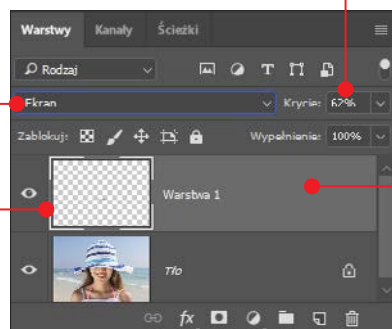 Warstwy Kanały Ścieżki
Rodzaj
Ekran Krycie: 62%
Zablokuj: Wypełnienie: 100%
Warstwa 1
Tło
fx